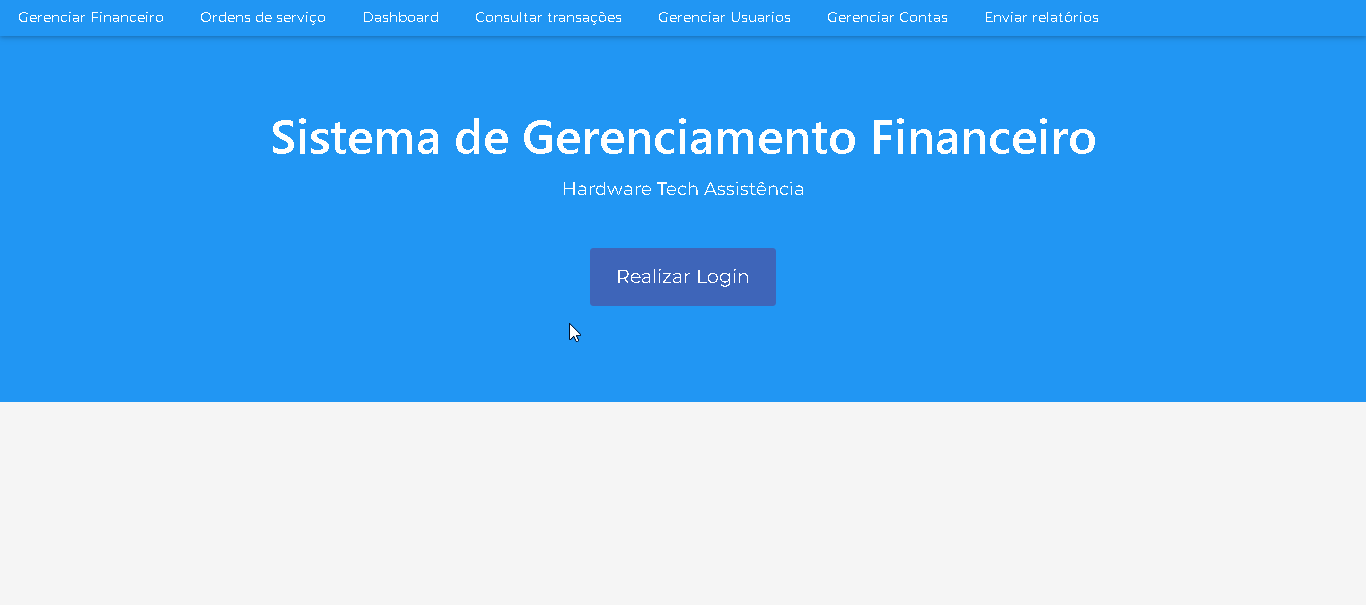 Gerenciar Financeiro Ordens de serviço Dashboard Consultar transações Gerenciar Usuarios Gerenciar Contas Enviar relatórios
Sistema de Gerenciamento Financeiro
Hardware Tech Assistência
Realizar Login